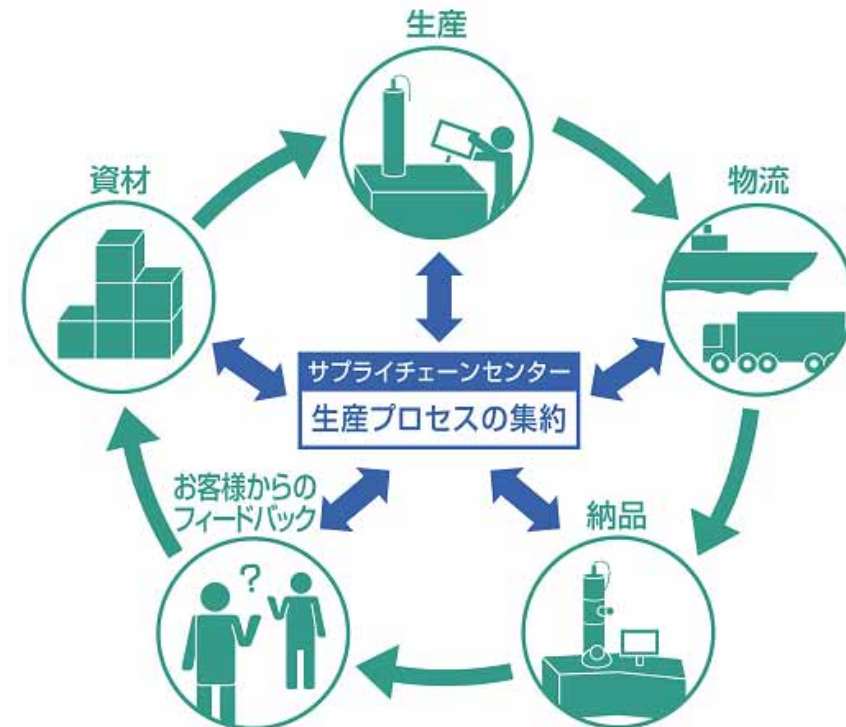 生産
資材
物流
サプライチェーンセンター
生産プロセスの集約
お客様からの
フィードバック
納品
?